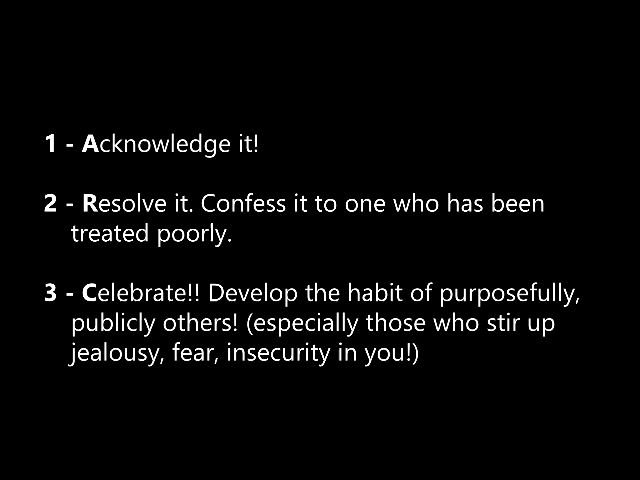 1 - Acknowledge it!
2 - Resolve it. Confess it to one who has been
treated poorly.
3 - Celebrate!! Develop the habit of purposefully,
publicly others! (especially those who stir up
jealousy, fear, insecurity in you!)